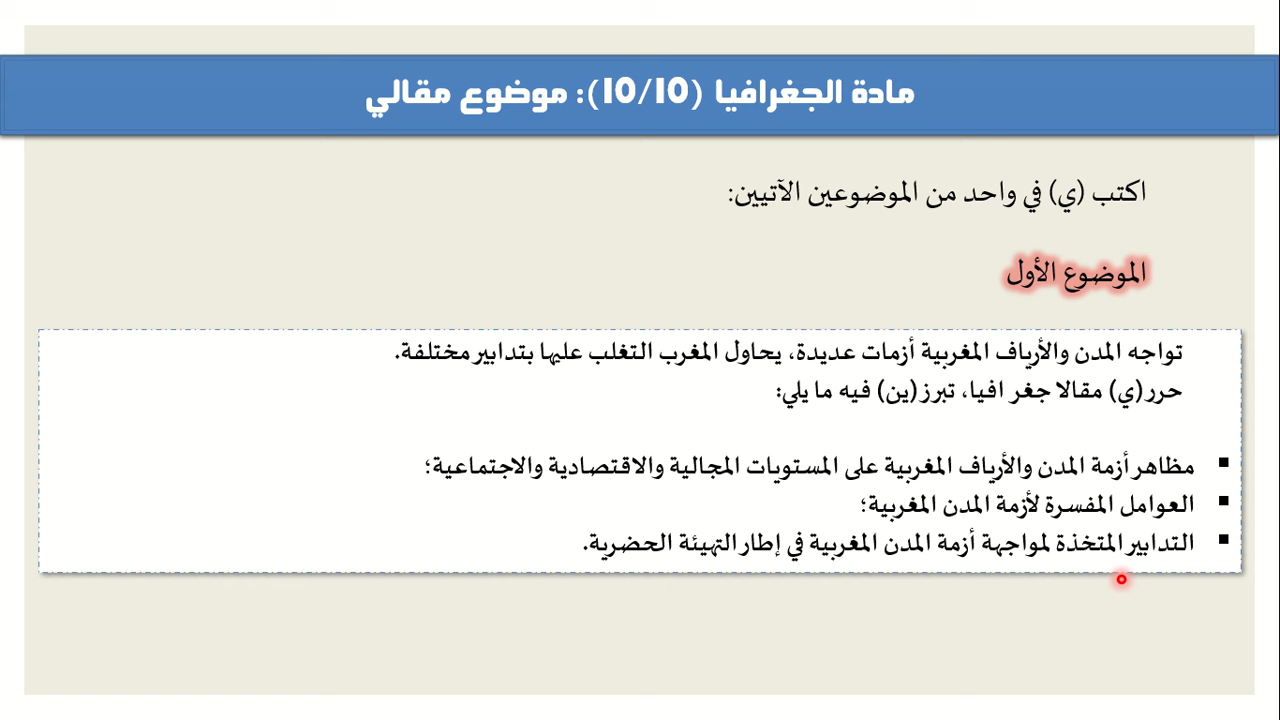 مادة الجغرافيا (10/10): موضوع مقالي
اكتب (ي) في واحد من الموضوعين الآتيين:
الموضوع الأول
تواجه المدن والأرياف المغربية أزمات عديدة، يحاول المغرب التغلب عليها بتدابير مختلفة.
حرر(ي) مقالا جغرافيا، تبرز(ين) فيه ما يلي:
▪ مظاهر أزمة المدن والأرياف المغربية على المستويات المجالية والاقتصادية والاجتماعية؛
▪ العوامل المفسرة لأزمة المدن المغربية؛
▪ التدابير المتخذة لمواجهة أزمة المدن المغربية في إطار التهيئة الحضرية.